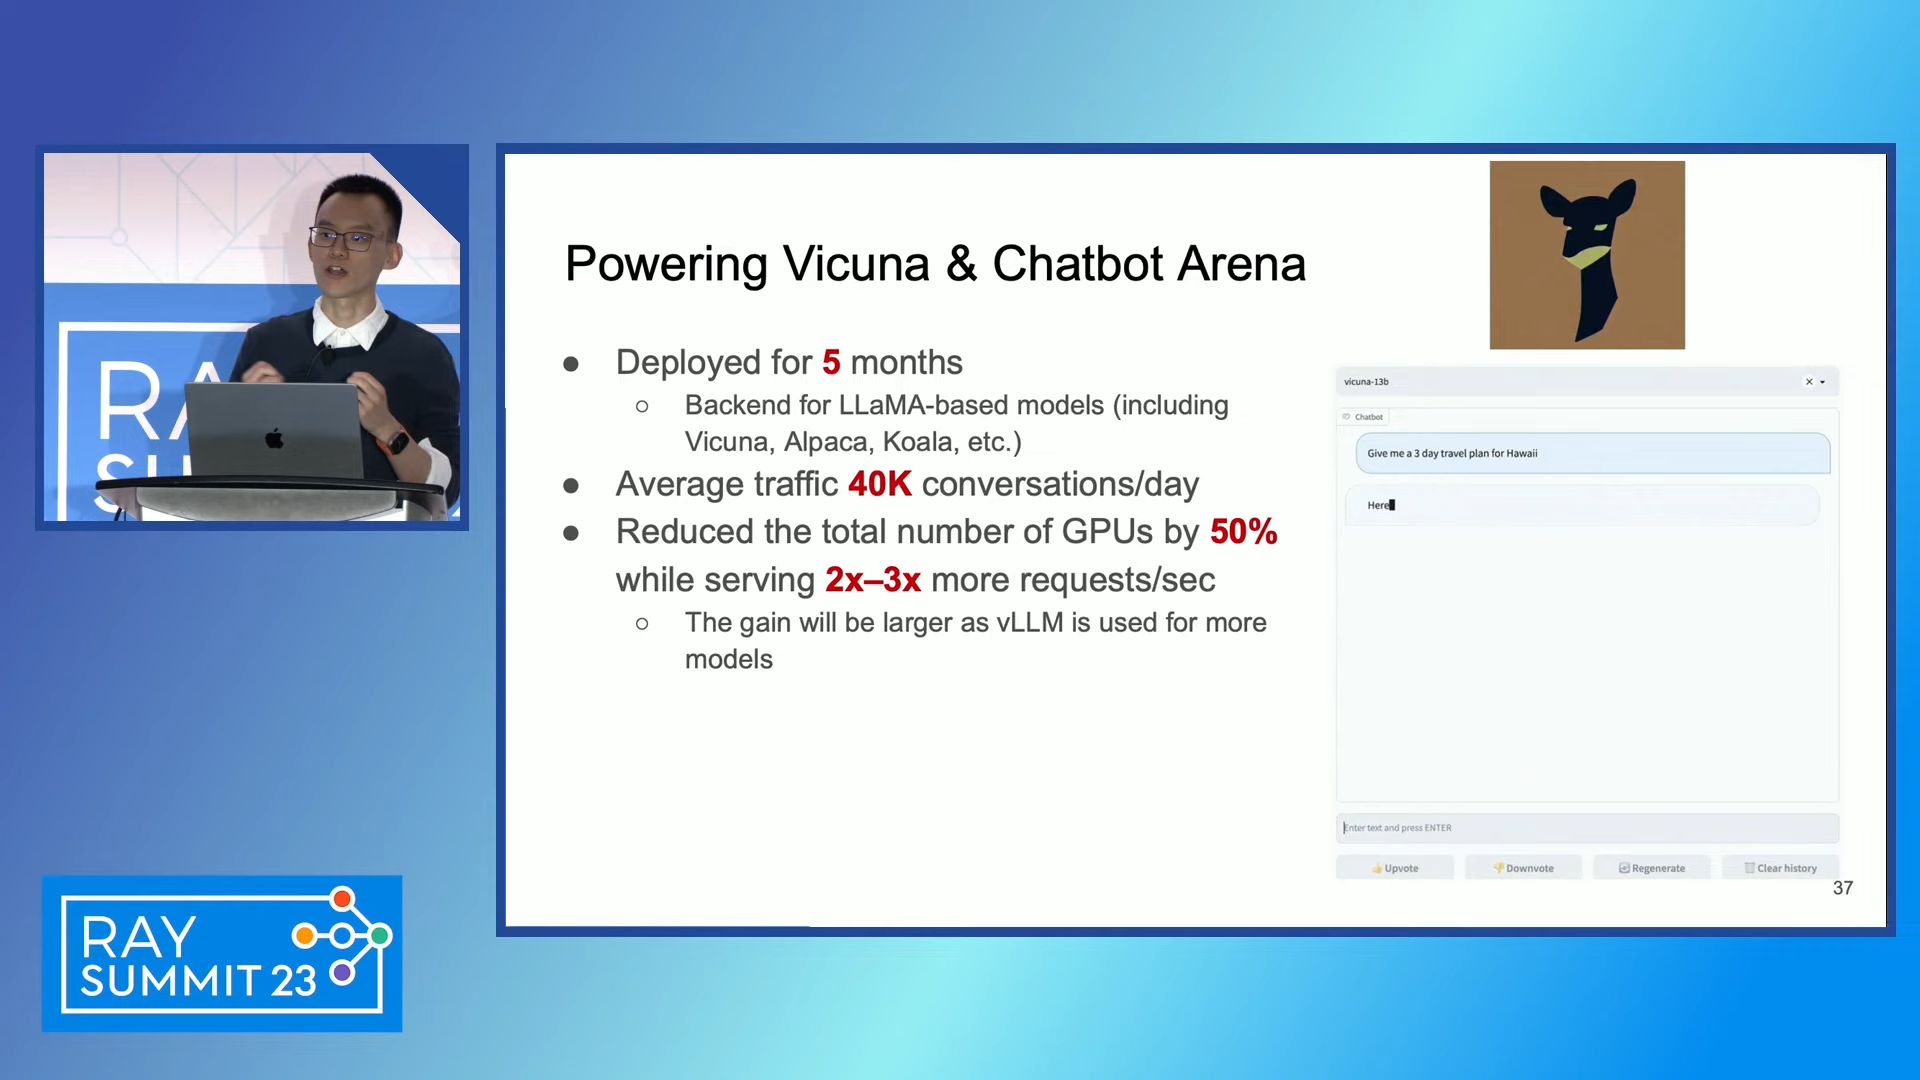 Powering Vicuna & Chatbot Arena
● Deployed for 5 months
○ Backend for LLaMA-based models (including
Vicuna, Alpaca, Koala, etc.)
● Average traffic 40K conversations/day
● Reduced the total number of GPUs by 50%
while serving 2x–3x more requests/sec
○ The gain will be larger as vLLM is used for more
models
vicuna-13b
Chatbot
Give me a 3 day travel plan for Hawaii
Here
Enter text and press ENTER
Upvote
Downvote
Regenerate
Clear history
37
RA
SU
RAY
SUMMIT 23